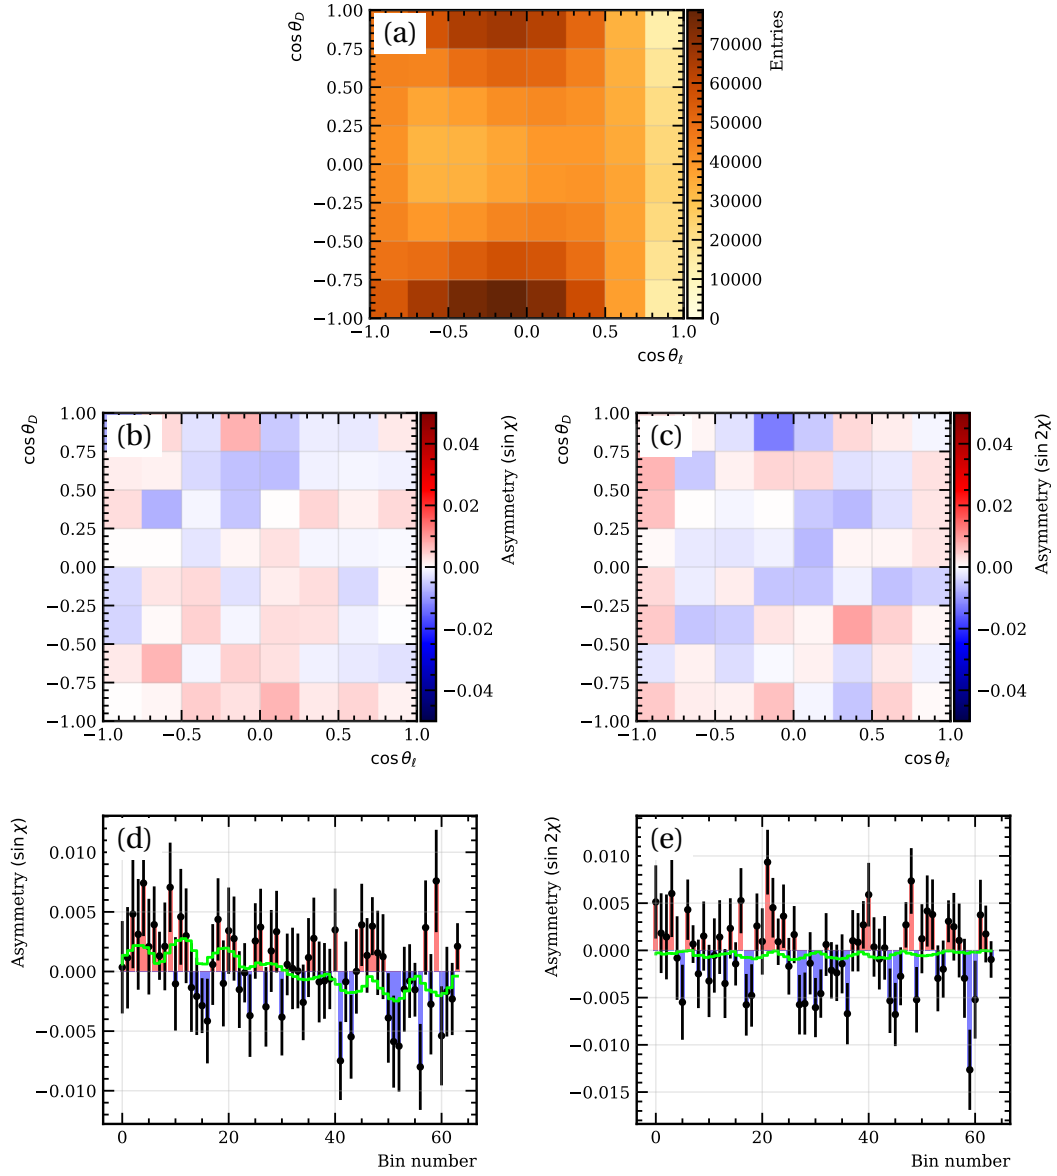 (a)
cos θ_D
1.00
0.75
0.50
0.25
0.00
−0.25
−0.50
−0.75
−1.00
−1.0 −0.5 0.0 0.5 1.0
cos θ_ℓ
70000
60000
50000
40000
30000
20000
10000
0
Entries
(b)
cos θ_D
1.00
0.75
0.50
0.25
0.00
−0.25
−0.50
−0.75
−1.00
−1.0 −0.5 0.0 0.5 1.0
cos θ_ℓ
0.04
0.02
0.00
−0.02
−0.04
Asymmetry (sin χ)
(c)
cos θ_D
1.00
0.75
0.50
0.25
0.00
−0.25
−0.50
−0.75
−1.00
−1.0 −0.5 0.0 0.5 1.0
cos θ_ℓ
0.04
0.02
0.00
−0.02
−0.04
Asymmetry (sin 2χ)
(d)
Asymmetry (sin χ)
0.010
0.005
0.000
−0.005
−0.010
0 20 40 60
Bin number
(e)
Asymmetry (sin 2χ)
0.010
0.005
0.000
−0.005
−0.010
−0.015
0 20 40 60
Bin number